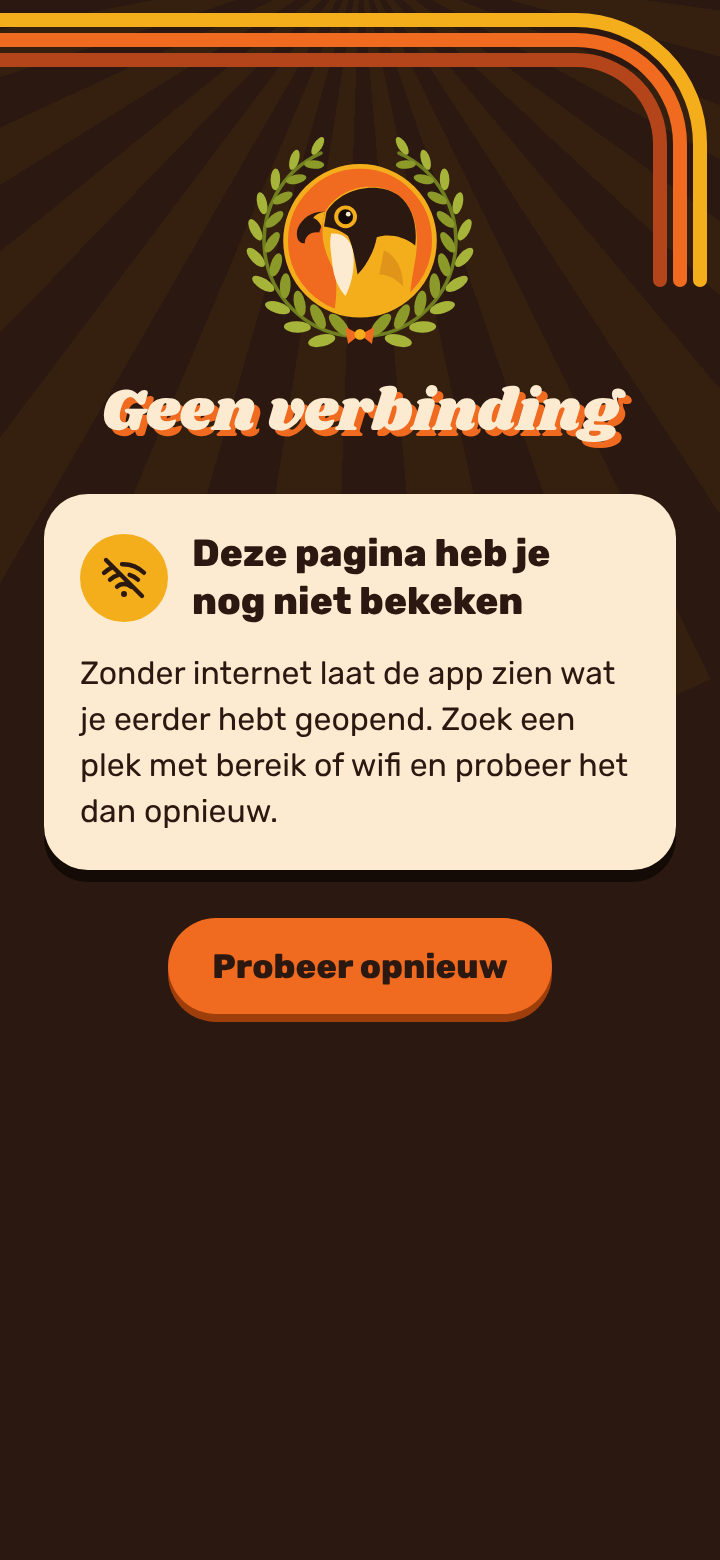 Geen verbinding
Deze pagina heb je
nog niet bekeken
Zonder internet laat de app zien wat
je eerder hebt geopend. Zoek een
plek met bereik of wifi en probeer het
dan opnieuw.
Probeer opnieuw